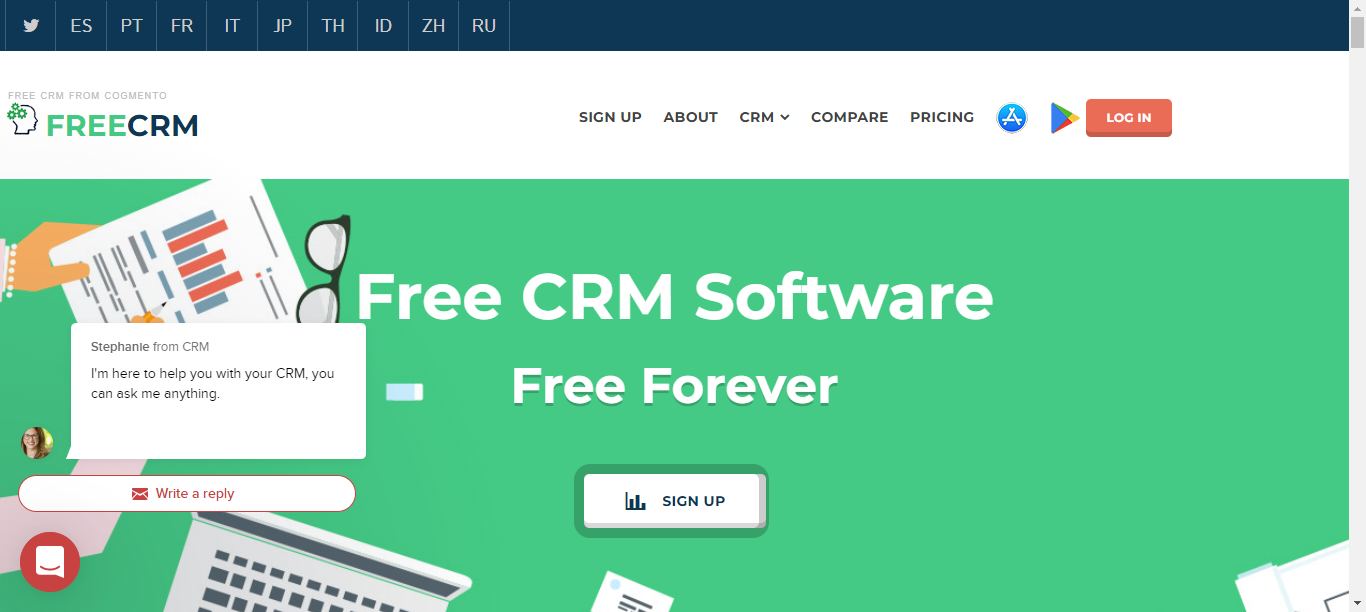 ES PT FR IT JP TH ID ZH RU
FREE CRM FROM COGMENTO
FREECRM
SIGN UP ABOUT CRM COMPARE PRICING LOG IN
Free CRM Software
Free Forever
Stephanie from CRM
I'm here to help you with your CRM, you
can ask me anything.
Write a reply
SIGN UP